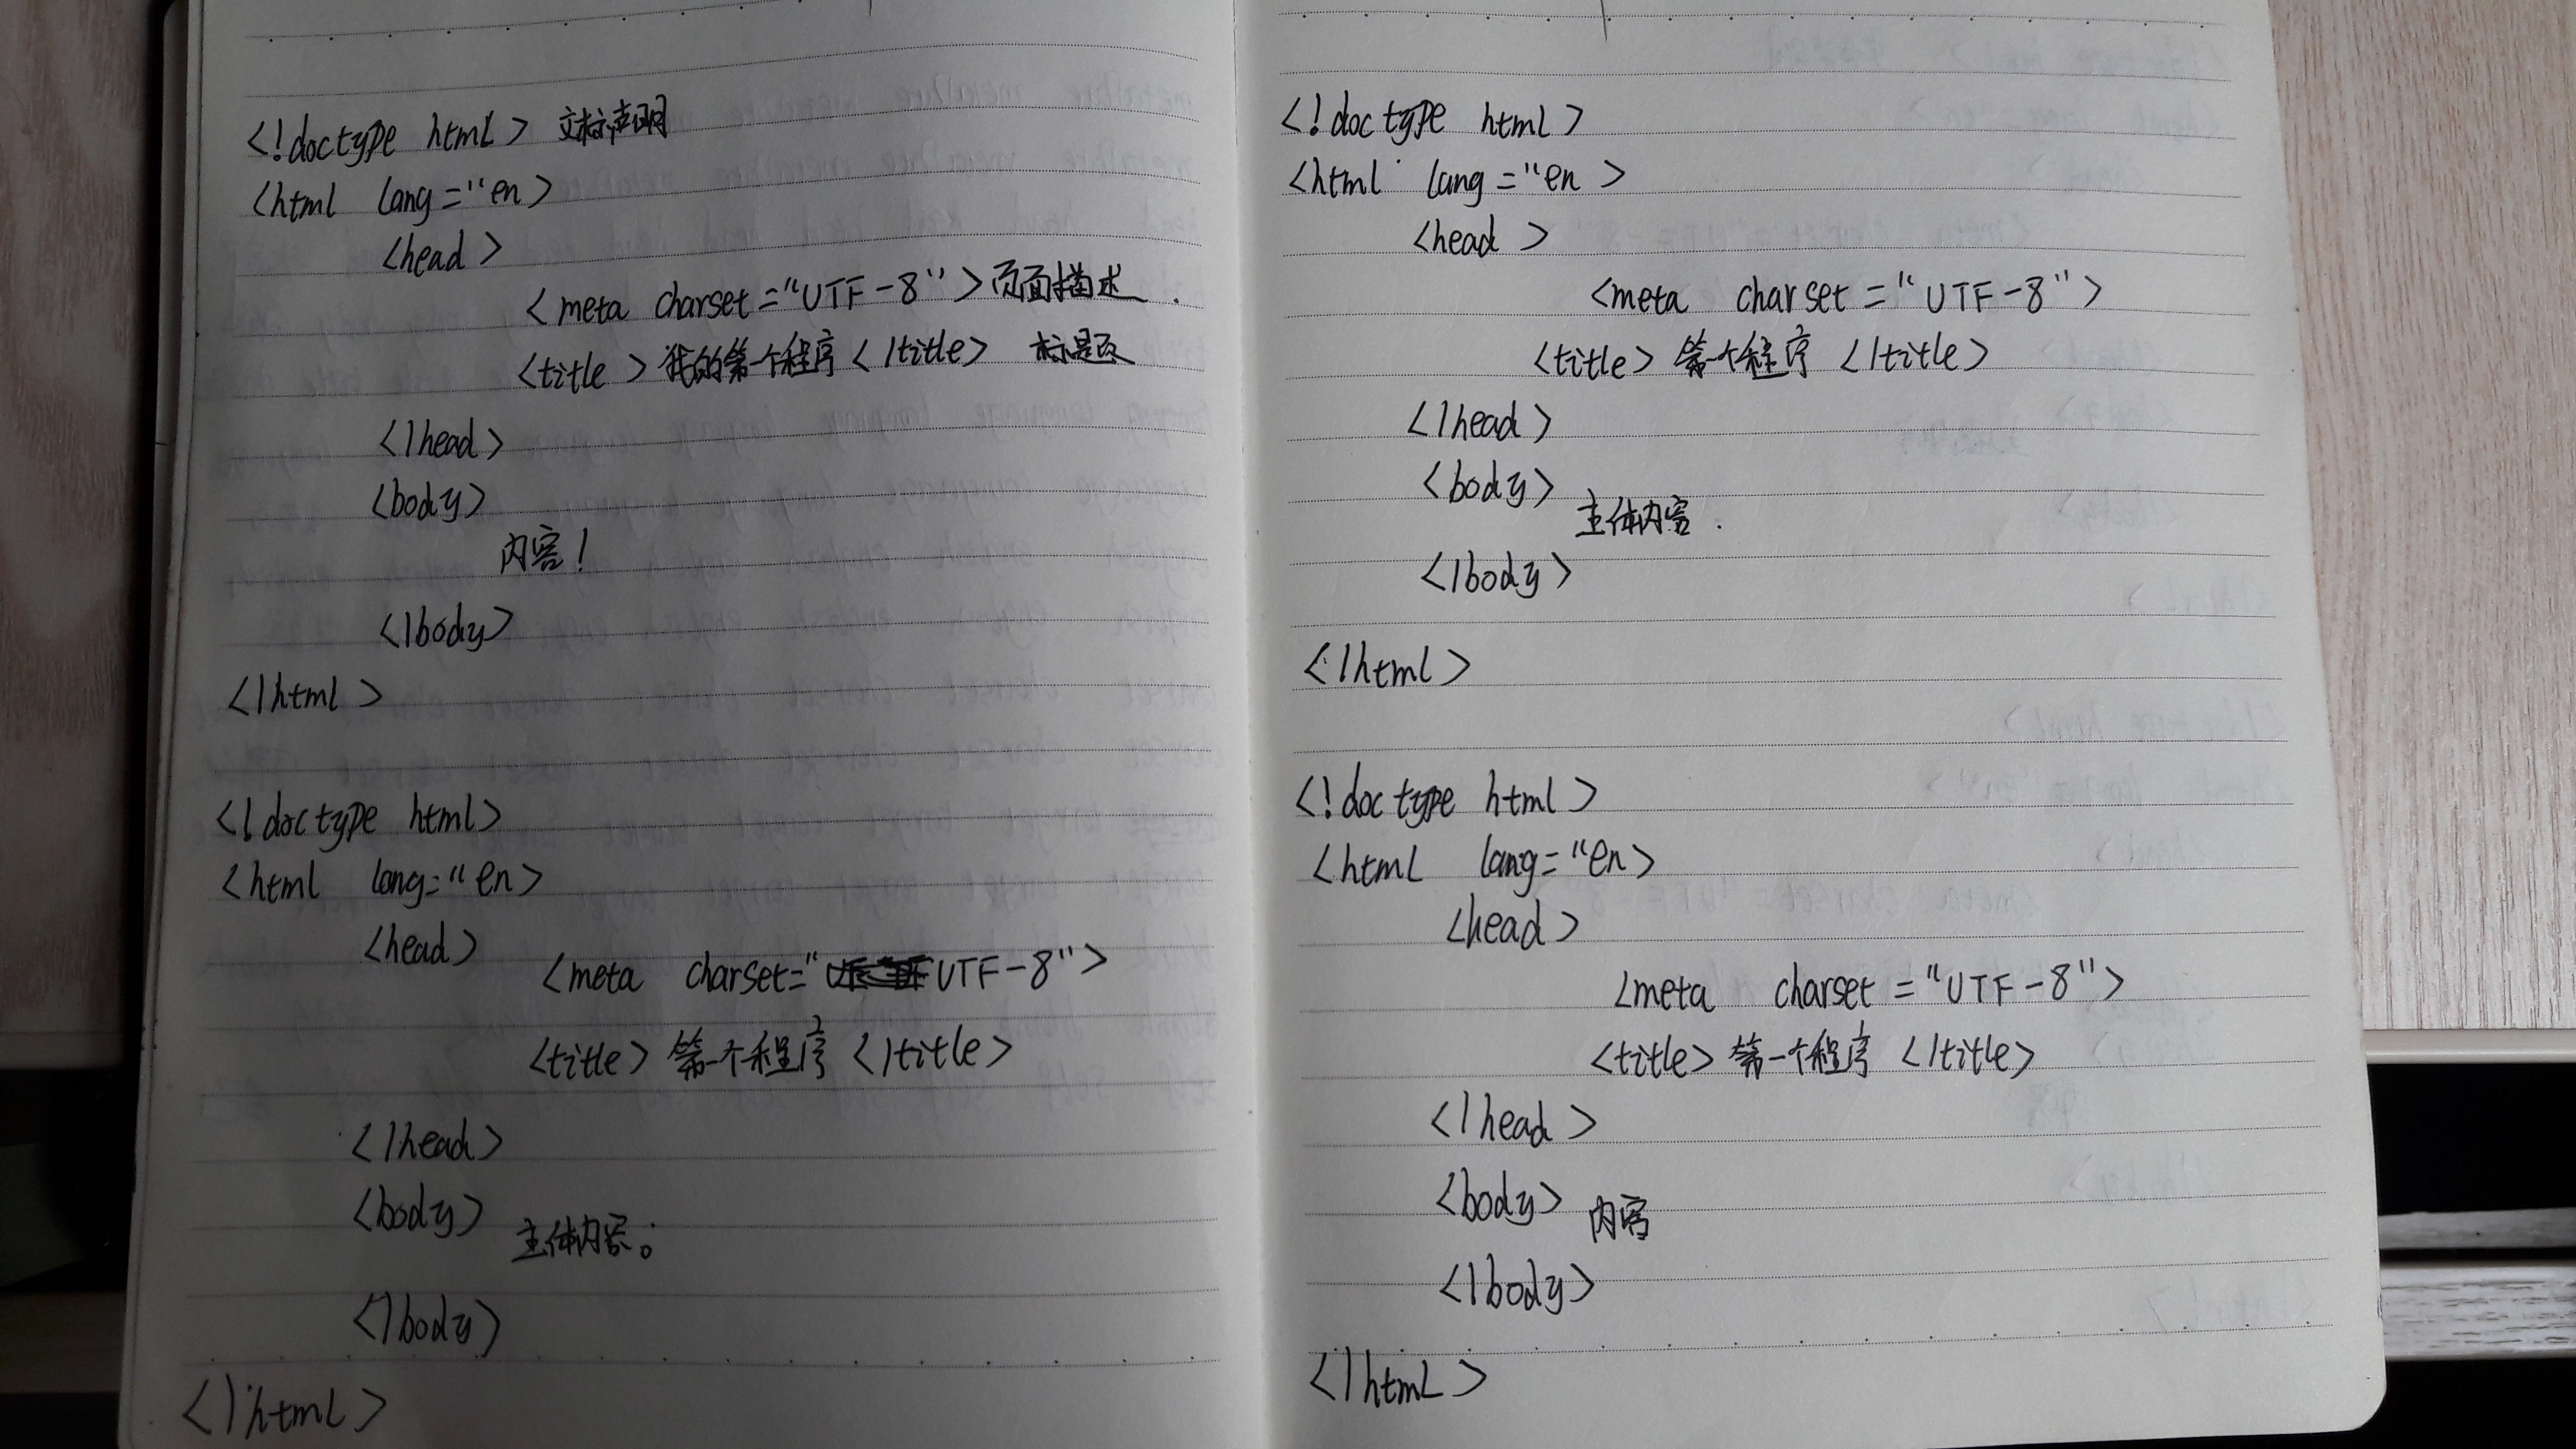 <!doctype html> 文档声明
<html lang="en>
<head>
<meta charset="UTF-8">页面描述.
<title>我的第一个程序</title> 标题
</head>
<body>
内容!
</body>
</html>
<!doctype html>
<html lang="en>
<head>
<meta charset="UTF-8">
<title>第一个程序</title>
</head>
<body>
主体内容。
</body>
</html>
<!doctype html>
<html lang="en>
<head>
<meta charset="UTF-8">
<title>第一个程序</title>
</head>
<body>
主体内容.
</body>
</html>
<!doctype html>
<html lang="en>
<head>
<meta charset="UTF-8">
<title>第一个程序</title>
</head>
<body>
内容
</body>
</html>